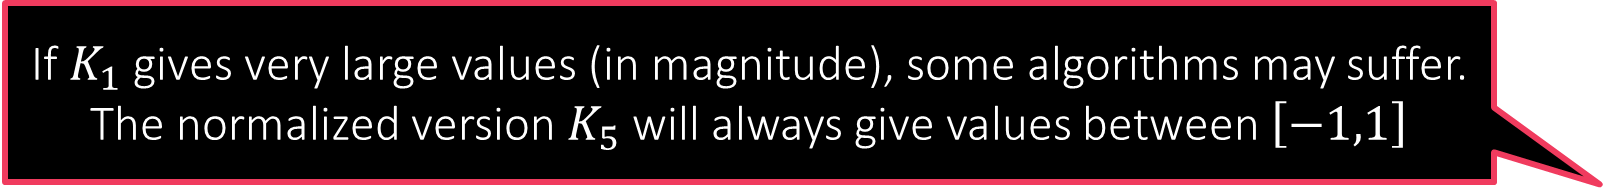 If K₁ gives very large values (in magnitude), some algorithms may suffer.
The normalized version K₅ will always give values between [−1,1]